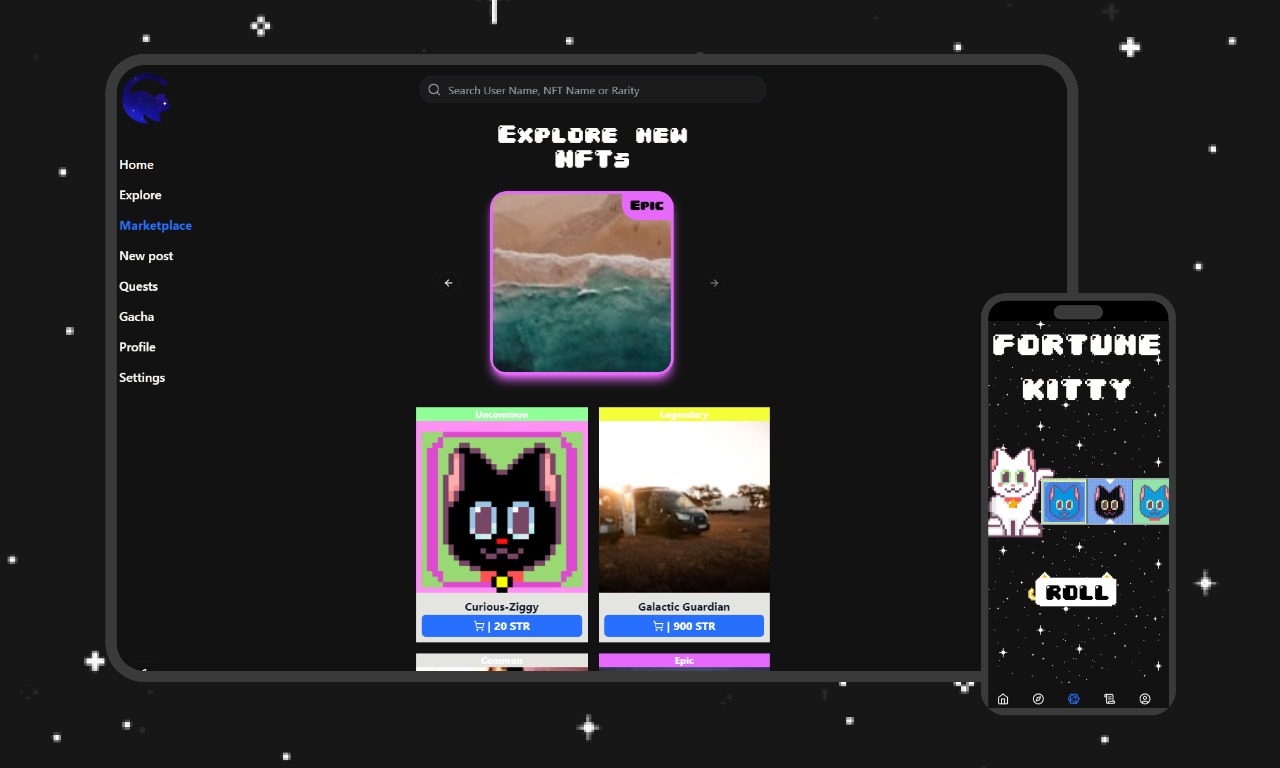 Search User Name, NFT Name or Rarity
Explore new
NFTs
Home
Explore
Marketplace
New post
Quests
Gacha
Profile
Settings
Epic
Uncommon
Legendary
Curious-Ziggy
| 20 STR
Galactic Guardian
| 900 STR
Common
Epic
FORTUNE
KITTY
ROLL